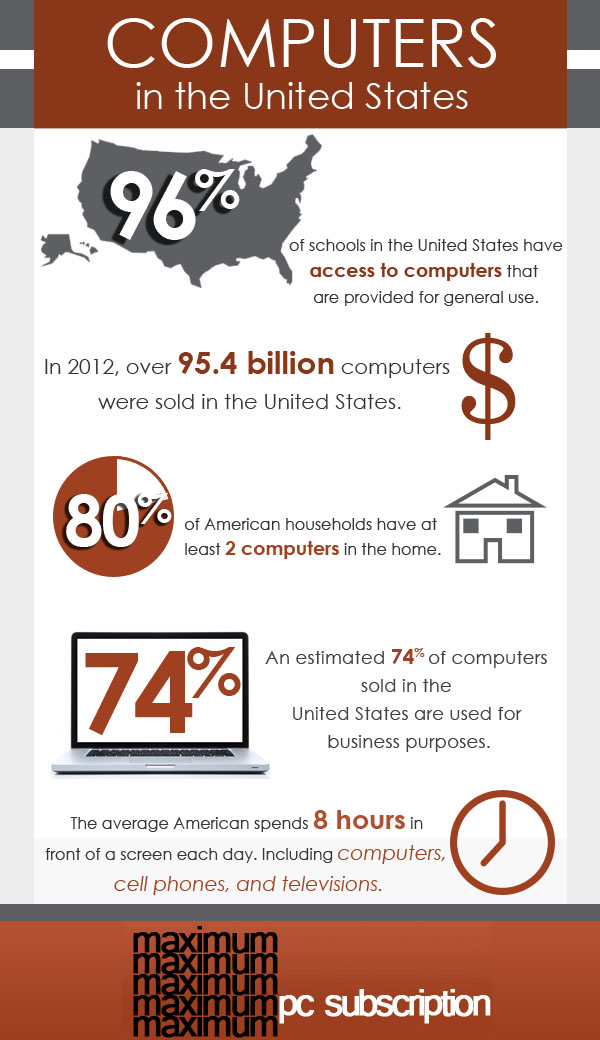 COMPUTERS
in the United States
96%
of schools in the United States have
access to computers that
are provided for general use.
In 2012, over 95.4 billion computers
were sold in the United States.
$
80%
of American households have at
least 2 computers in the home.
74%
An estimated 74% of computers
sold in the
United States are used for
business purposes.
The average American spends 8 hours in
front of a screen each day. Including computers,
cell phones, and televisions.
maximum
maximum
maximum
maximum
maximum pc subscription